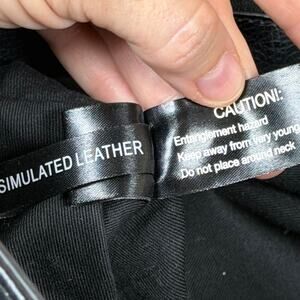 SIMULATED LEATHER
CAUTION!:
Entanglement hazard
Keep away from very young
Do not place around neck